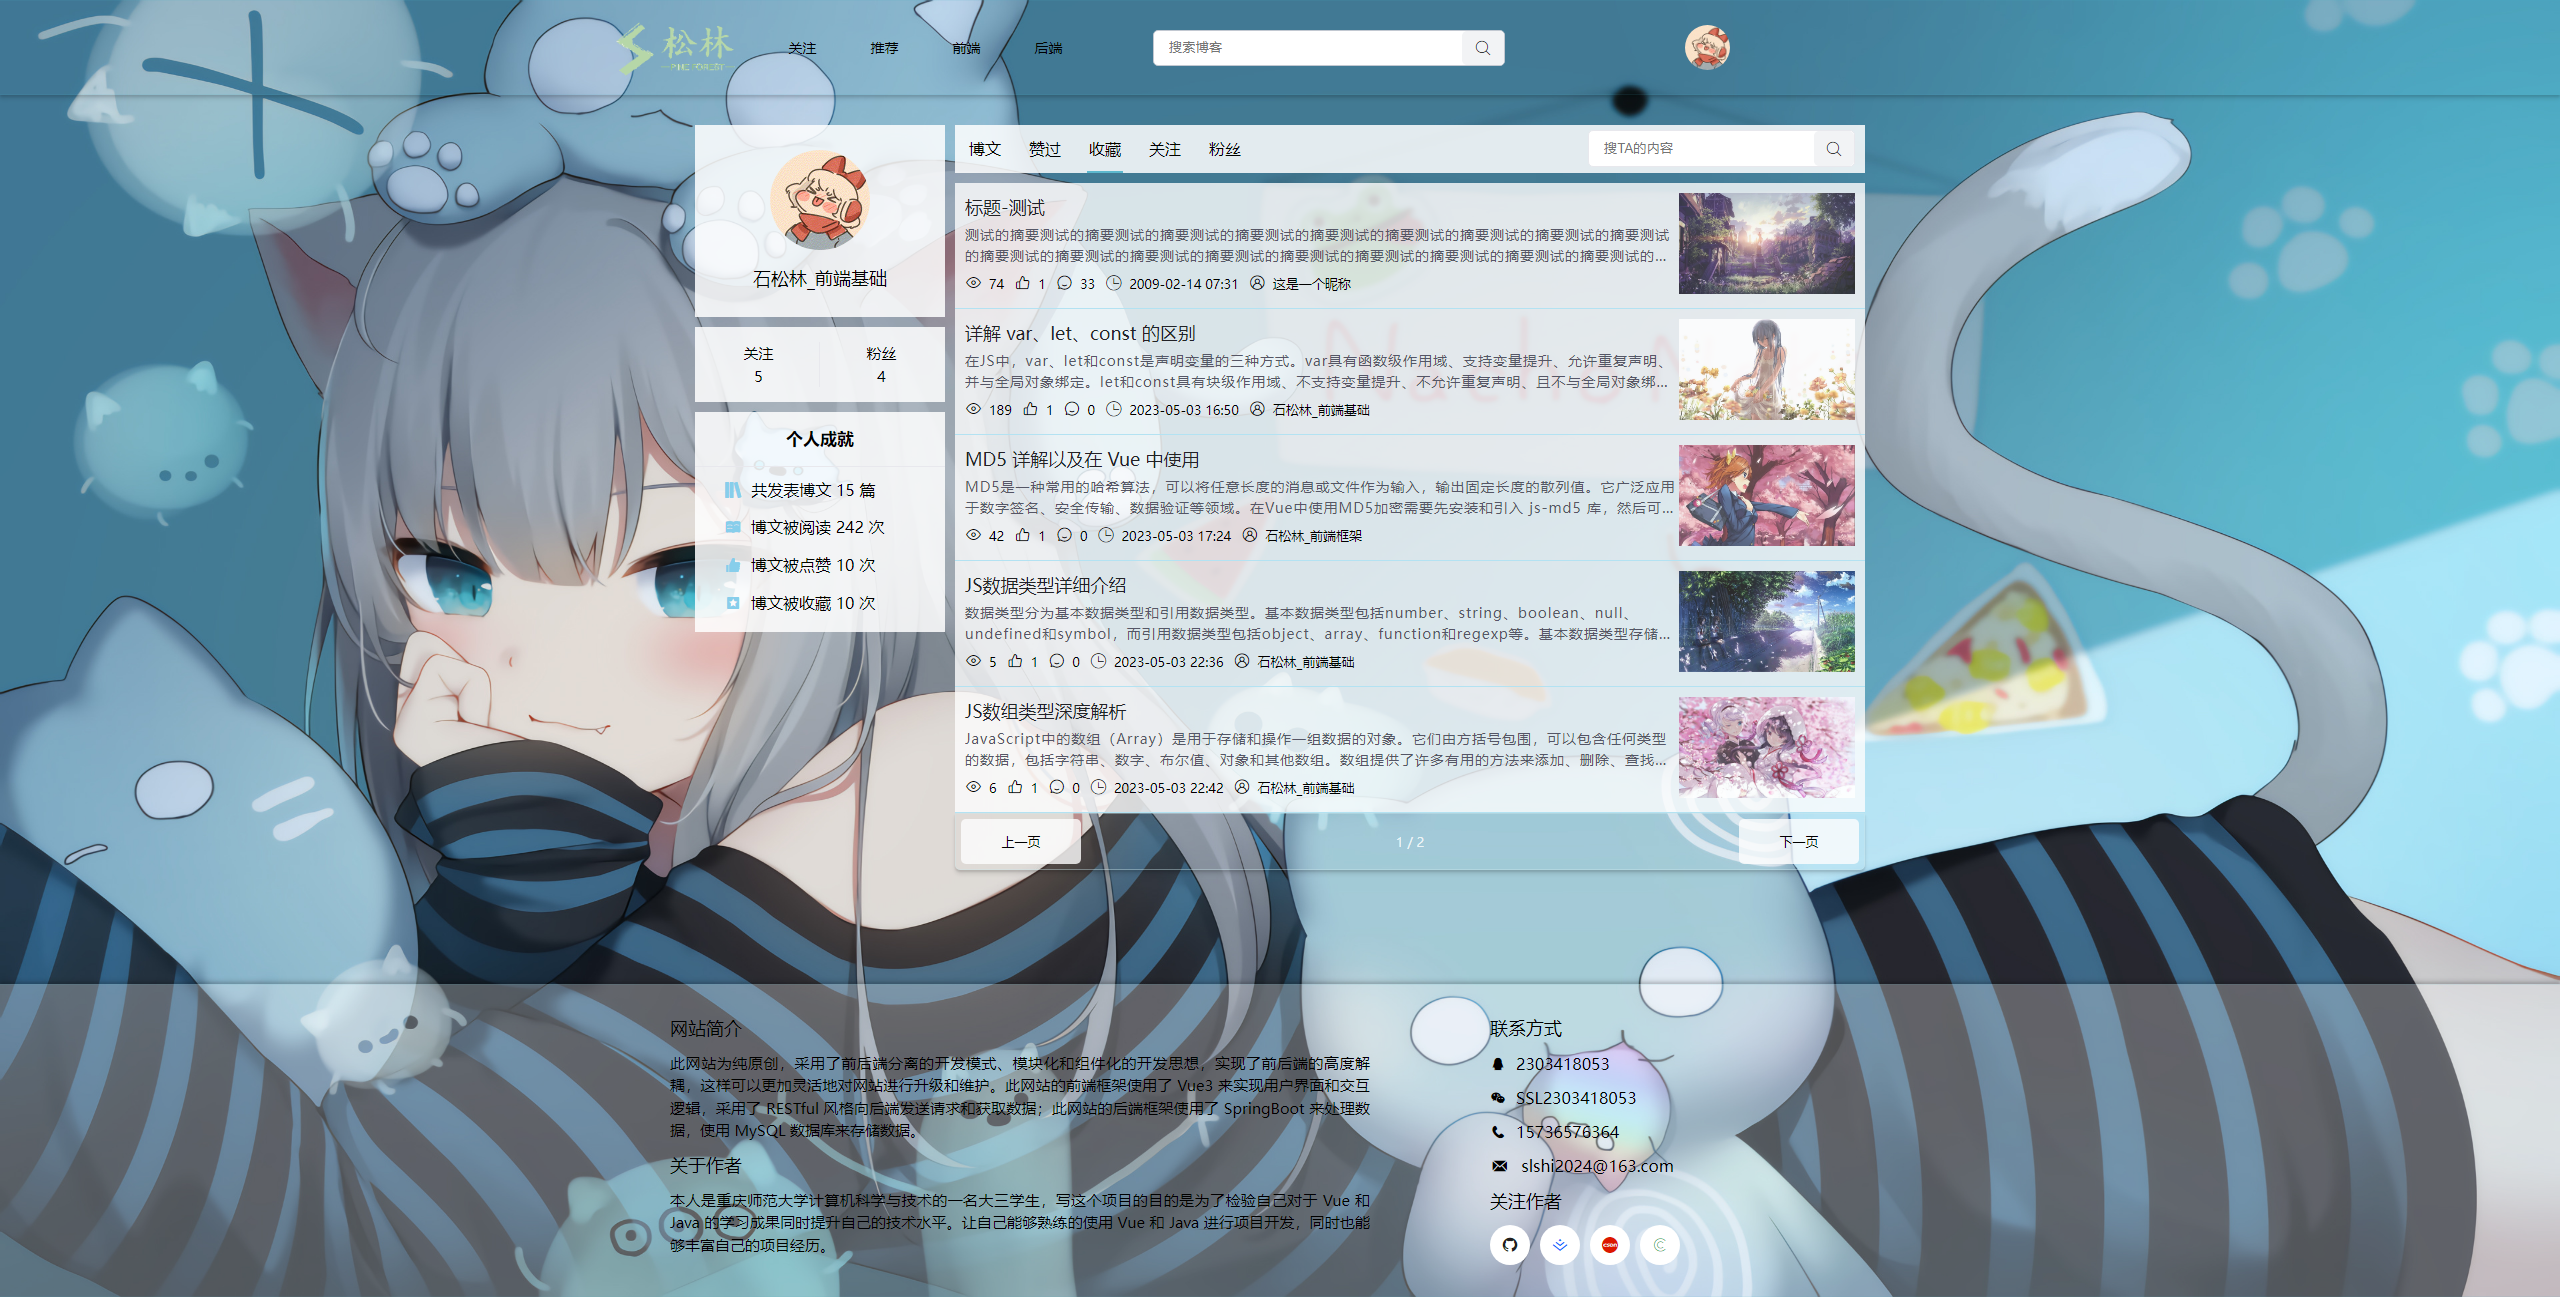 松林
PINE FOREST
关注 推荐 前端 后端
搜索博客
石松林_前端基础
关注 粉丝
5 4
个人成就
共发表博文 15 篇
博文被阅读 242 次
博文被点赞 10 次
博文被收藏 10 次
博文 赞过 收藏 关注 粉丝
搜TA的内容
标题-测试
测试的摘要测试的摘要测试的摘要测试的摘要测试的摘要测试的摘要测试的摘要测试的摘要测试的摘要测试
的摘要测试的摘要测试的摘要测试的摘要测试的摘要测试的摘要测试的摘要测试的摘要测试的摘要测试的...
74 1 33 2009-02-14 07:31 这是一个昵称
详解 var、let、const 的区别
在JS中，var、let和const是声明变量的三种方式。var具有函数级作用域、支持变量提升、允许重复声明、
并与全局对象绑定。let和const具有块级作用域、不支持变量提升、不允许重复声明、且不与全局对象绑...
189 1 0 2023-05-03 16:50 石松林_前端基础
MD5 详解以及在 Vue 中使用
MD5是一种常用的哈希算法，可以将任意长度的消息或文件作为输入，输出固定长度的散列值。它广泛应用
于数字签名、安全传输、数据验证等领域。在Vue中使用MD5加密需要先安装和引入 js-md5 库，然后可...
42 1 0 2023-05-03 17:24 石松林_前端框架
JS数据类型详细介绍
数据类型分为基本数据类型和引用数据类型。基本数据类型包括number、string、boolean、null、
undefined和symbol，而引用数据类型包括object、array、function和regexp等。基本数据类型存储...
5 1 0 2023-05-03 22:36 石松林_前端基础
JS数组类型深度解析
JavaScript中的数组（Array）是用于存储和操作一组数据的对象。它们由方括号包围，可以包含任何类型
的数据，包括字符串、数字、布尔值、对象和其他数组。数组提供了许多有用的方法来添加、删除、查找...
6 1 0 2023-05-03 22:42 石松林_前端基础
上一页 1 / 2 下一页
网站简介
此网站为纯原创，采用了前后端分离的开发模式、模块化和组件化的开发思想，实现了前后端的高度解
耦，这样可以更加灵活地对网站进行升级和维护。此网站的前端框架使用了 Vue3 来实现用户界面和交互
逻辑，采用了 RESTful 风格向后端发送请求和获取数据；此网站的后端框架使用了 SpringBoot 来处理数
据，使用 MySQL 数据库来存储数据。
关于作者
本人是重庆师范大学计算机科学与技术的一名大三学生，写这个项目的目的是为了检验自己对于 Vue 和
Java 的学习成果同时提升自己的技术水平。让自己能够熟练的使用 Vue 和 Java 进行项目开发，同时也能
够丰富自己的项目经历。
联系方式
2303418053
SSL2303418053
15736576364
slshi2024@163.com
关注作者
CSDN